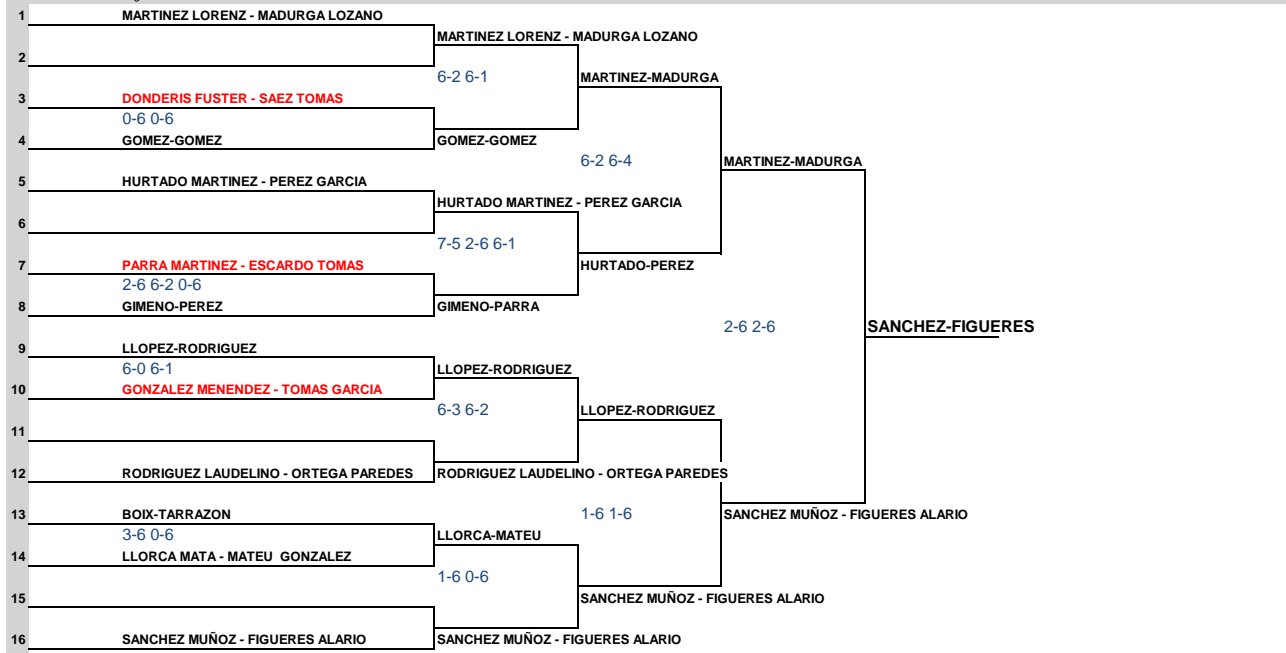 1 MARTINEZ LORENZ - MADURGA LOZANO
MARTINEZ LORENZ - MADURGA LOZANO
2
6-2 6-1 MARTINEZ-MADURGA
3 DONDERIS FUSTER - SAEZ TOMAS
0-6 0-6
4 GOMEZ-GOMEZ GOMEZ-GOMEZ
6-2 6-4 MARTINEZ-MADURGA
5 HURTADO MARTINEZ - PEREZ GARCIA
HURTADO MARTINEZ - PEREZ GARCIA
6
7-5 2-6 6-1
7 PARRA MARTINEZ - ESCARDO TOMAS HURTADO-PEREZ
2-6 6-2 0-6
8 GIMENO-PEREZ GIMENO-PARRA
2-6 2-6 SANCHEZ-FIGUERES
9 LLOPEZ-RODRIGUEZ
6-0 6-1 LLOPEZ-RODRIGUEZ
10 GONZALEZ MENENDEZ - TOMAS GARCIA
6-3 6-2 LLOPEZ-RODRIGUEZ
11
12 RODRIGUEZ LAUDELINO - ORTEGA PAREDES RODRIGUEZ LAUDELINO - ORTEGA PAREDES
13 BOIX-TARRAZON 1-6 1-6 SANCHEZ MUÑOZ - FIGUERES ALARIO
3-6 0-6 LLORCA-MATEU
14 LLORCA MATA - MATEU GONZALEZ
1-6 0-6
15 SANCHEZ MUÑOZ - FIGUERES ALARIO
16 SANCHEZ MUÑOZ - FIGUERES ALARIO SANCHEZ MUÑOZ - FIGUERES ALARIO